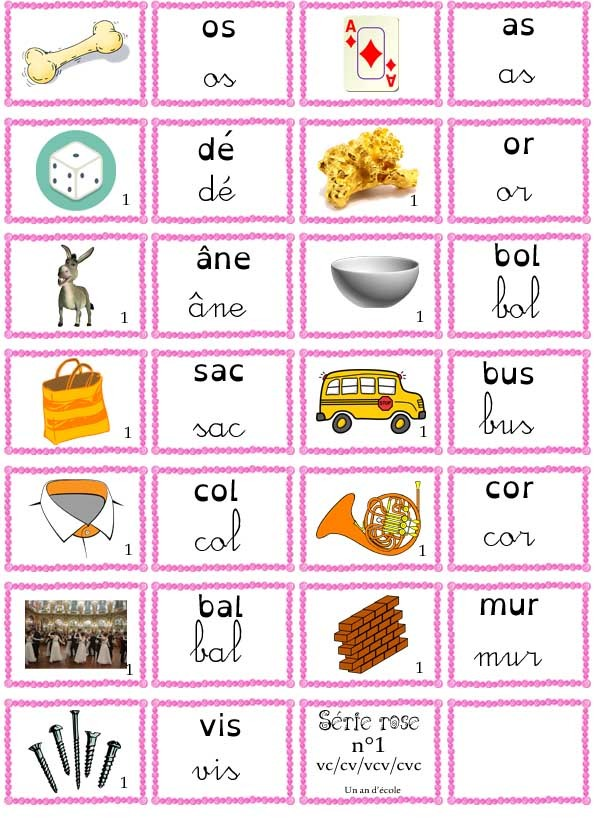 os
os
A
A
as
as
1
dé
dé
1
or
or
1
âne
âne
1
bol
bol
1
sac
sac
STOP
1
bus
bus
1
col
col
1
cor
cor
1
bal
bal
1
mur
mur
1
vis
vis
Série rose
n°1
vc/cv/vcv/cvc
Un an d'école